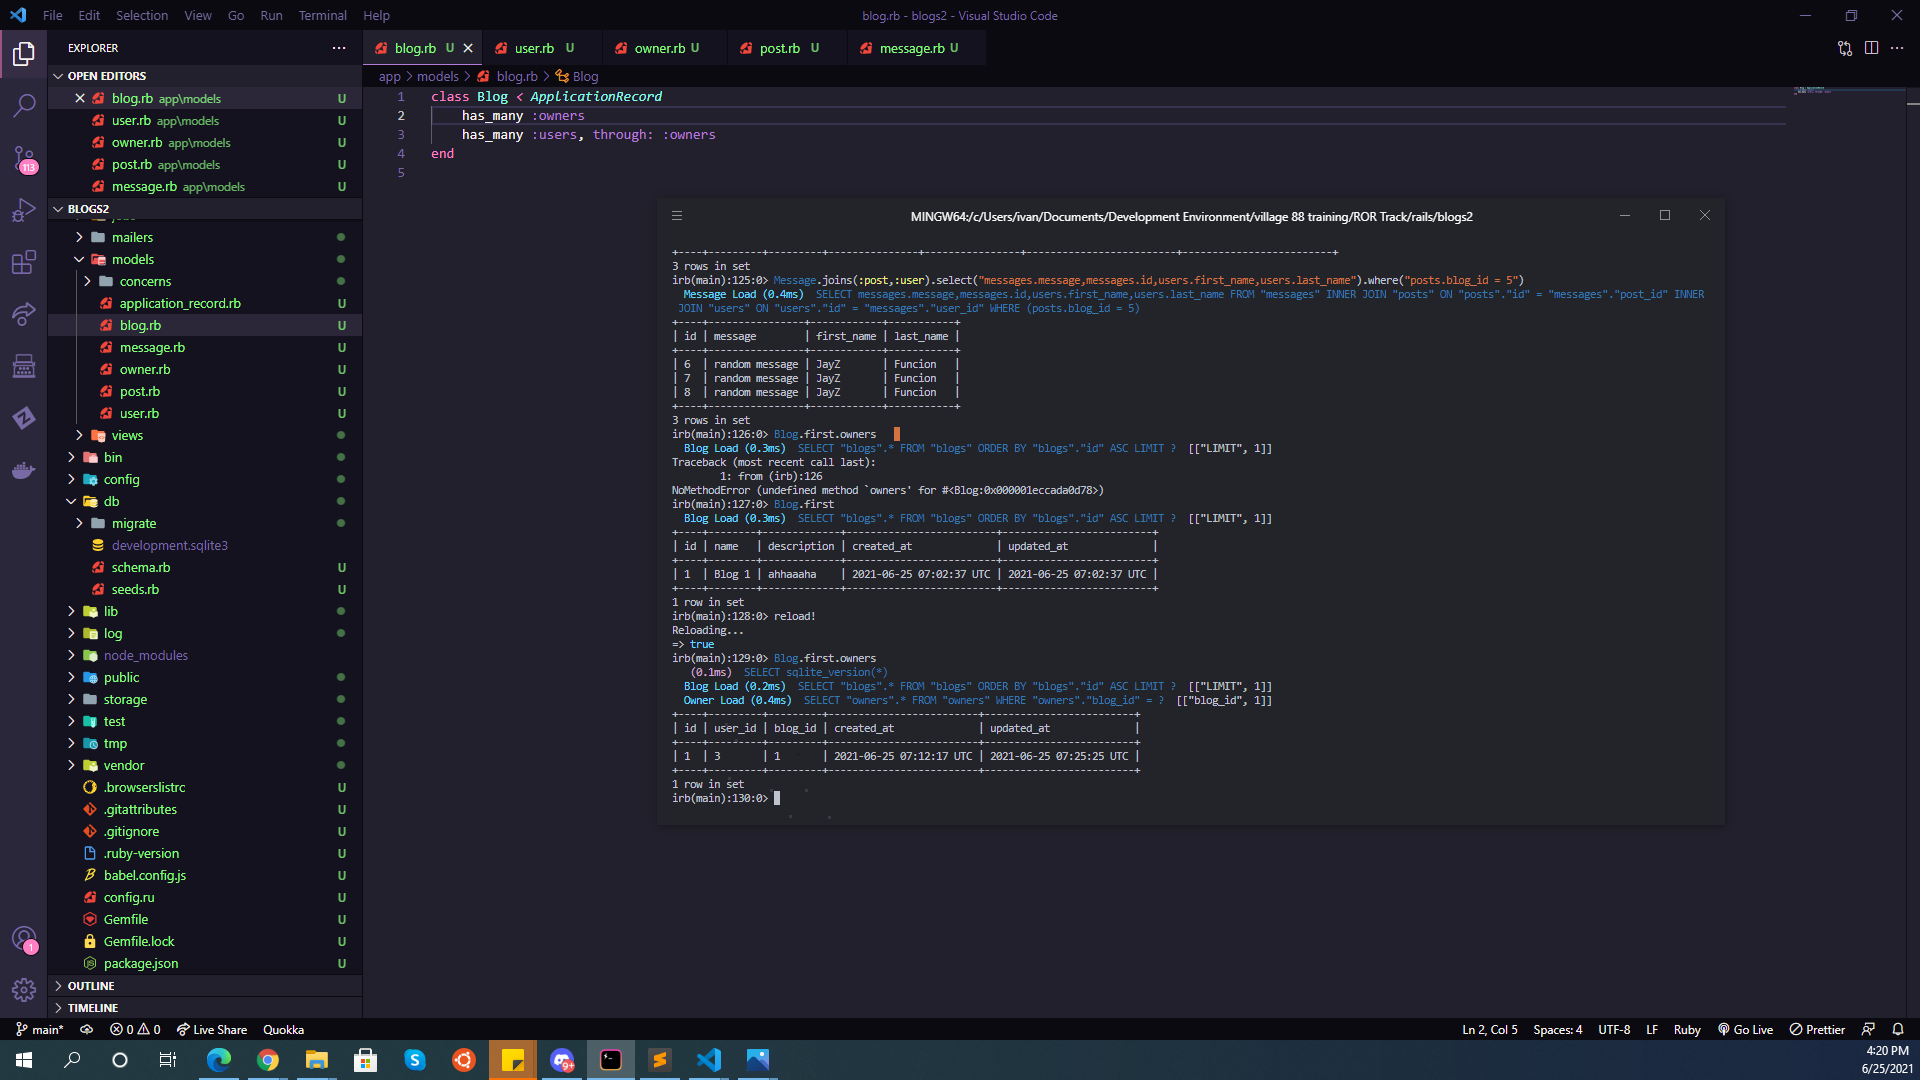 File Edit Selection View Go Run Terminal Help
blog.rb - blogs2 - Visual Studio Code
EXPLORER
OPEN EDITORS
blog.rb app\models U
user.rb app\models U
owner.rb app\models U
post.rb app\models U
message.rb app\models U
BLOGS2
mailers
models
concerns
application_record.rb U
blog.rb U
message.rb U
owner.rb U
post.rb U
user.rb U
views
bin
config
db
migrate
development.sqlite3
schema.rb U
seeds.rb U
lib
log
node_modules
public
storage
test
tmp
vendor
.browserslistrc U
.gitattributes U
.gitignore U
.ruby-version U
babel.config.js U
config.ru U
Gemfile U
Gemfile.lock U
package.json U
OUTLINE
TIMELINE
113
1
blog.rb U user.rb U owner.rb U post.rb U message.rb U
app > models > blog.rb > Blog
1 class Blog < ApplicationRecord
2 has_many :owners
3 has_many :users, through: :owners
4 end
5
MINGW64:/c/Users/ivan/Documents/Development Environment/village 88 training/ROR Track/rails/blogs2
+----+---------+---------+---------------+----------------+-------------------------+-------------------------+
3 rows in set
irb(main):125:0> Message.joins(:post,:user).select("messages.message,messages.id,users.first_name,users.last_name").where("posts.blog_id = 5")
Message Load (0.4ms) SELECT messages.message,messages.id,users.first_name,users.last_name FROM "messages" INNER JOIN "posts" ON "posts"."id" = "messages"."post_id" INNER
JOIN "users" ON "users"."id" = "messages"."user_id" WHERE (posts.blog_id = 5)
+----+----------------+------------+-----------+
| id | message | first_name | last_name |
+----+----------------+------------+-----------+
| 6 | random message | JayZ | Funcion |
| 7 | random message | JayZ | Funcion |
| 8 | random message | JayZ | Funcion |
+----+----------------+------------+-----------+
3 rows in set
irb(main):126:0> Blog.first.owners
Blog Load (0.3ms) SELECT "blogs".* FROM "blogs" ORDER BY "blogs"."id" ASC LIMIT ? [["LIMIT", 1]]
Traceback (most recent call last):
1: from (irb):126
NoMethodError (undefined method `owners' for #<Blog:0x000001eccada0d78>)
irb(main):127:0> Blog.first
Blog Load (0.3ms) SELECT "blogs".* FROM "blogs" ORDER BY "blogs"."id" ASC LIMIT ? [["LIMIT", 1]]
+----+--------+-------------+-------------------------+-------------------------+
| id | name | description | created_at | updated_at |
+----+--------+-------------+-------------------------+-------------------------+
| 1 | Blog 1 | ahhaaaha | 2021-06-25 07:02:37 UTC | 2021-06-25 07:02:37 UTC |
+----+--------+-------------+-------------------------+-------------------------+
1 row in set
irb(main):128:0> reload!
Reloading...
=> true
irb(main):129:0> Blog.first.owners
(0.1ms) SELECT sqlite_version(*)
Blog Load (0.2ms) SELECT "blogs".* FROM "blogs" ORDER BY "blogs"."id" ASC LIMIT ? [["LIMIT", 1]]
Owner Load (0.4ms) SELECT "owners".* FROM "owners" WHERE "owners"."blog_id" = ? [["blog_id", 1]]
+----+---------+---------+-------------------------+-------------------------+
| id | user_id | blog_id | created_at | updated_at |
+----+---------+---------+-------------------------+-------------------------+
| 1 | 3 | 1 | 2021-06-25 07:12:17 UTC | 2021-06-25 07:25:25 UTC |
+----+---------+---------+-------------------------+-------------------------+
1 row in set
irb(main):130:0>
main* 0 0 Live Share Quokka
Ln 2, Col 5 Spaces: 4 UTF-8 LF Ruby Go Live Prettier
9+
4:20 PM
6/25/2021